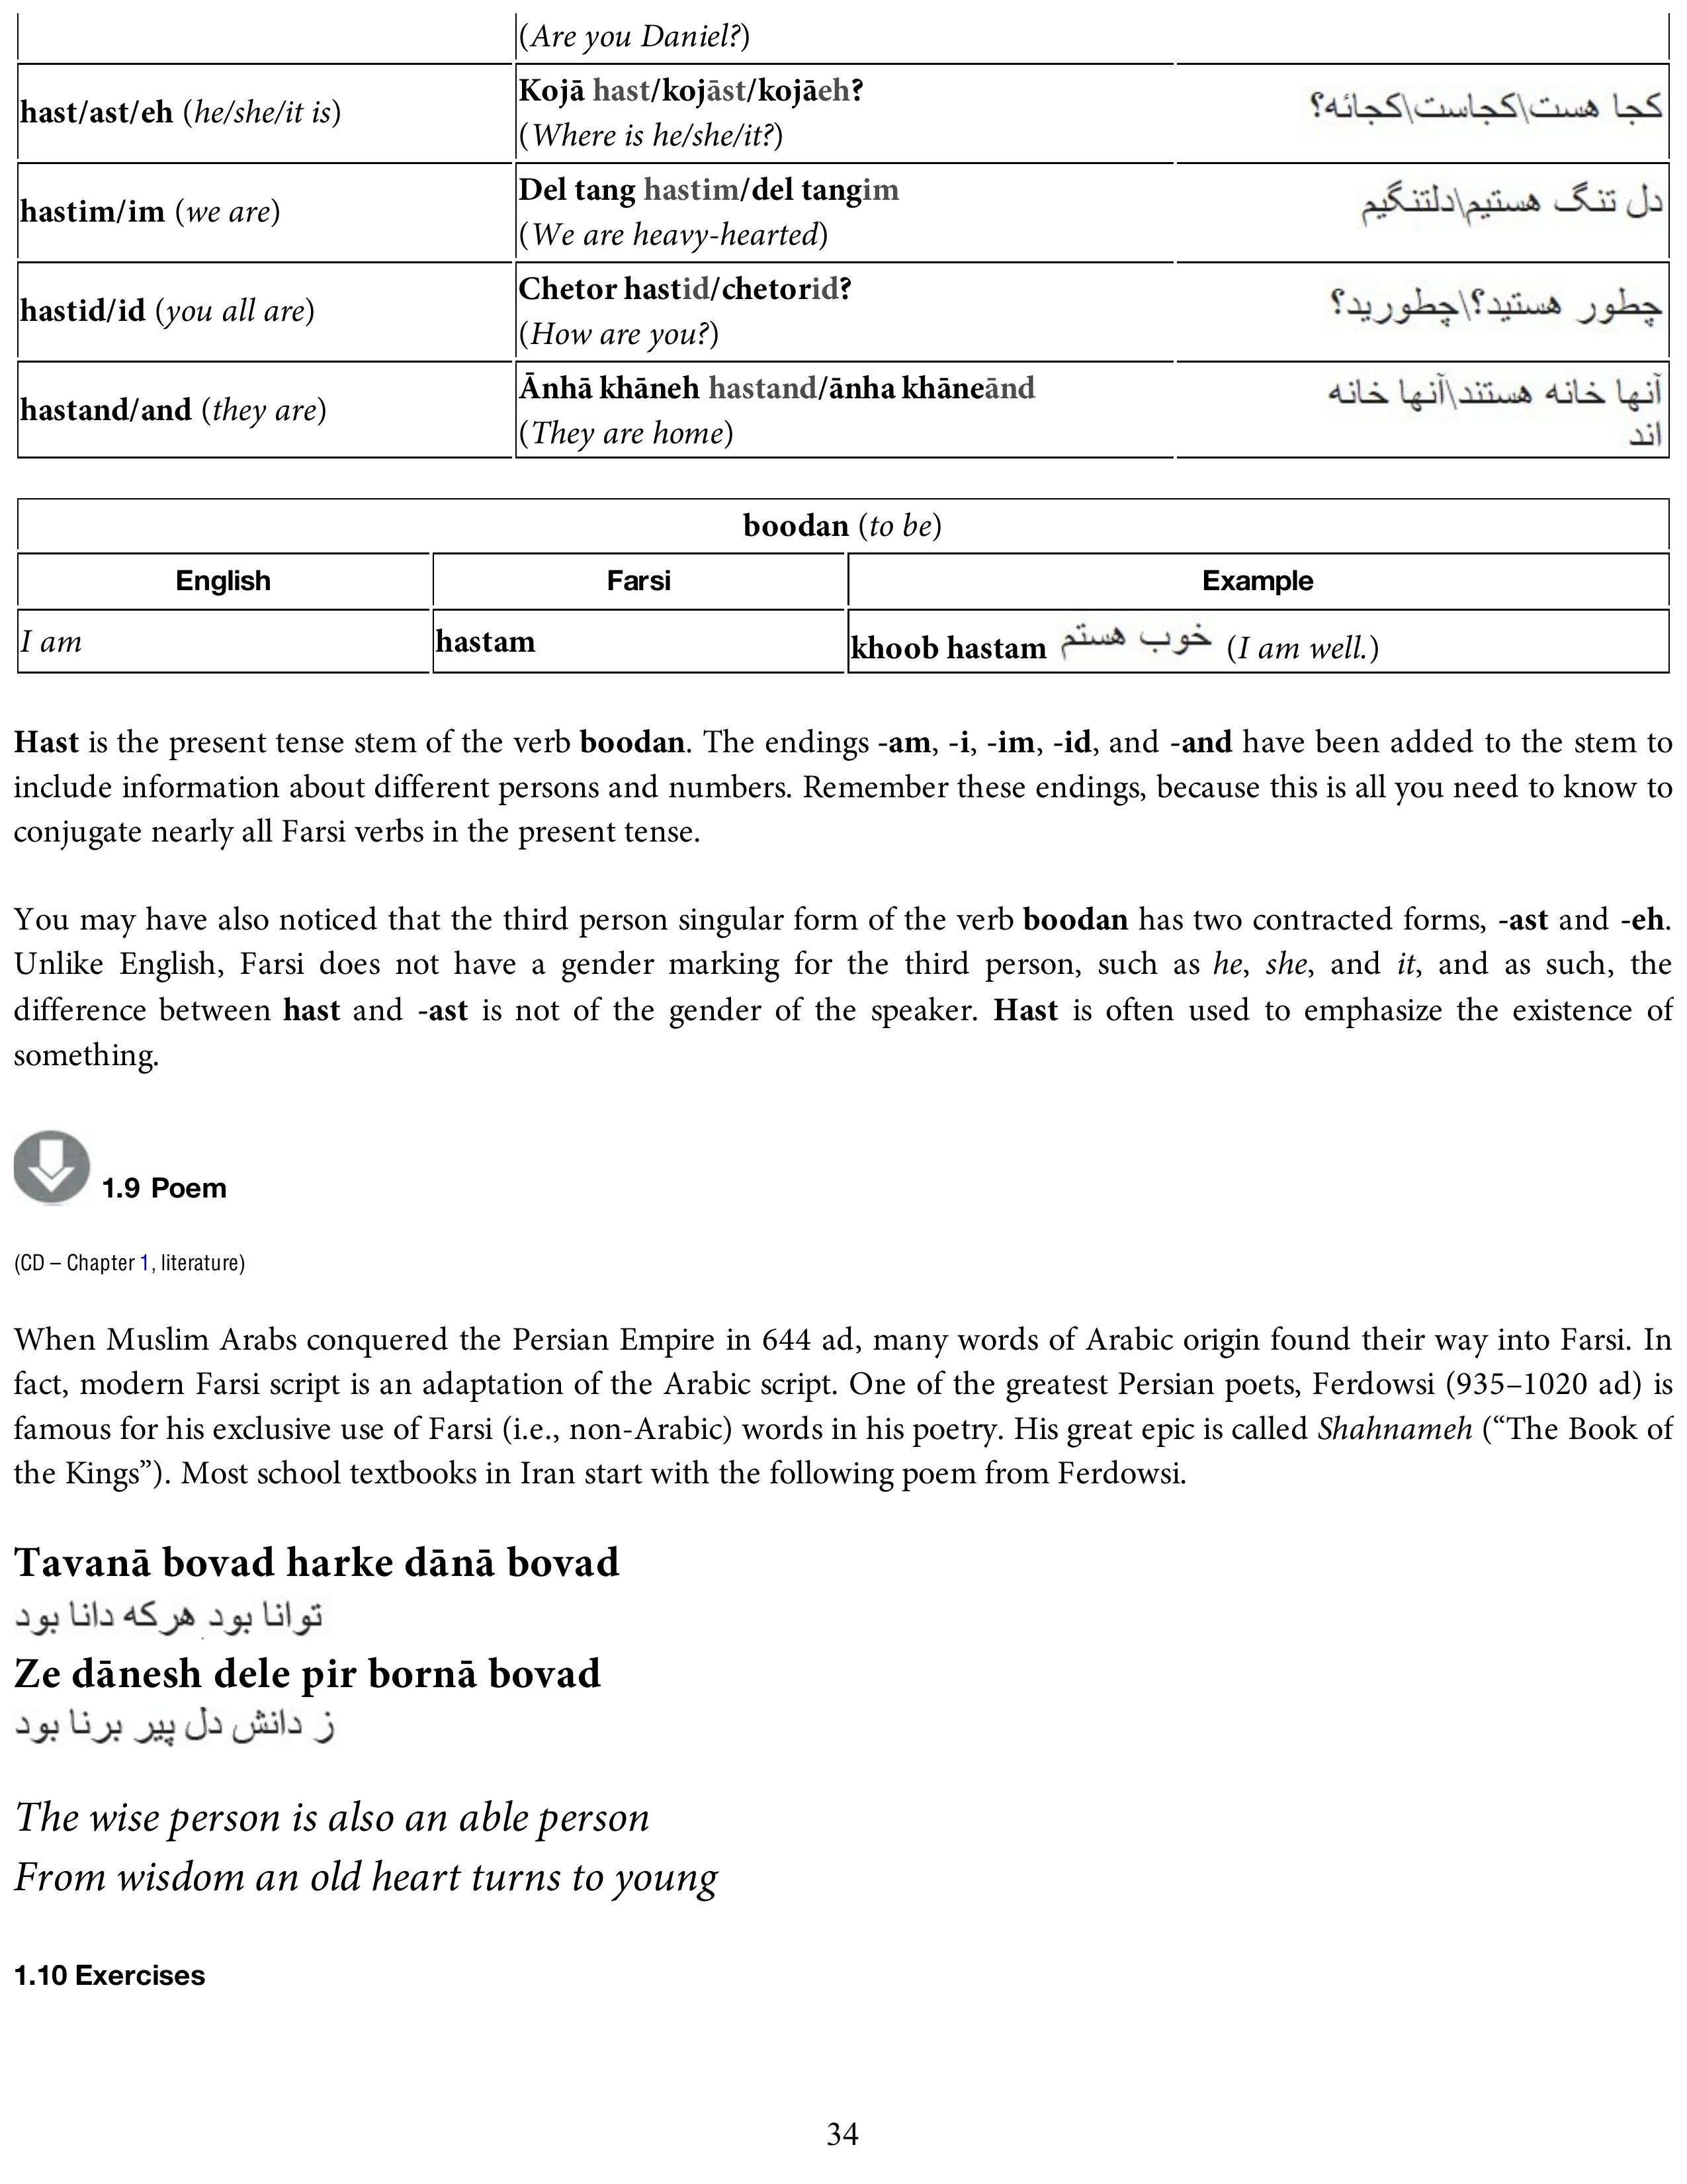 (Are you Daniel?)
hast/ast/eh (he/she/it is)
Kojā hast/kojāst/kojāeh?
(Where is he/she/it?)
کجا هست\کجاست\کجائه؟
hastim/im (we are)
Del tang hastim/del tangim
(We are heavy-hearted)
دل تنگ هستیم\دلتنگیم
hastid/id (you all are)
Chetor hastid/chetorid?
(How are you?)
چطور هستید؟\چطورید؟
hastand/and (they are)
Ānhā khāneh hastand/ānha khāneānd
(They are home)
آنها خانه هستند\آنها خانه
اند
boodan (to be)
English Farsi Example
I am hastam khoob hastam خوب هستم (I am well.)
Hast is the present tense stem of the verb boodan. The endings -am, -i, -im, -id, and -and have been added to the stem to
include information about different persons and numbers. Remember these endings, because this is all you need to know to
conjugate nearly all Farsi verbs in the present tense.
You may have also noticed that the third person singular form of the verb boodan has two contracted forms, -ast and -eh.
Unlike English, Farsi does not have a gender marking for the third person, such as he, she, and it, and as such, the
difference between hast and -ast is not of the gender of the speaker. Hast is often used to emphasize the existence of
something.
1.9 Poem
(CD – Chapter 1, literature)
When Muslim Arabs conquered the Persian Empire in 644 ad, many words of Arabic origin found their way into Farsi. In
fact, modern Farsi script is an adaptation of the Arabic script. One of the greatest Persian poets, Ferdowsi (935–1020 ad) is
famous for his exclusive use of Farsi (i.e., non-Arabic) words in his poetry. His great epic is called Shahnameh (“The Book of
the Kings”). Most school textbooks in Iran start with the following poem from Ferdowsi.
Tavanā bovad harke dānā bovad
توانا بود هرکه دانا بود
Ze dānesh dele pir bornā bovad
ز دانش دل پیر برنا بود
The wise person is also an able person
From wisdom an old heart turns to young
1.10 Exercises
34